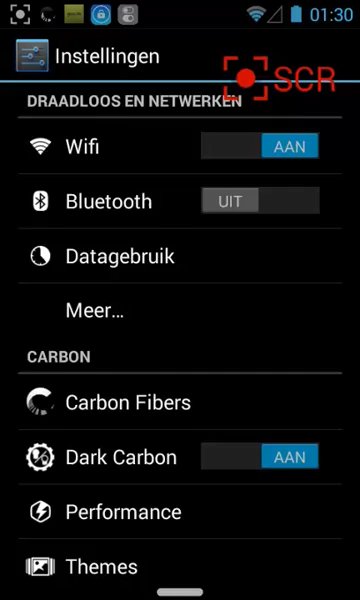 01:30
Instellingen
SCR
DRAADLOOS EN NETWERKEN
Wifi AAN
Bluetooth UIT
Datagebruik
Meer...
CARBON
Carbon Fibers
Dark Carbon AAN
Performance
Themes